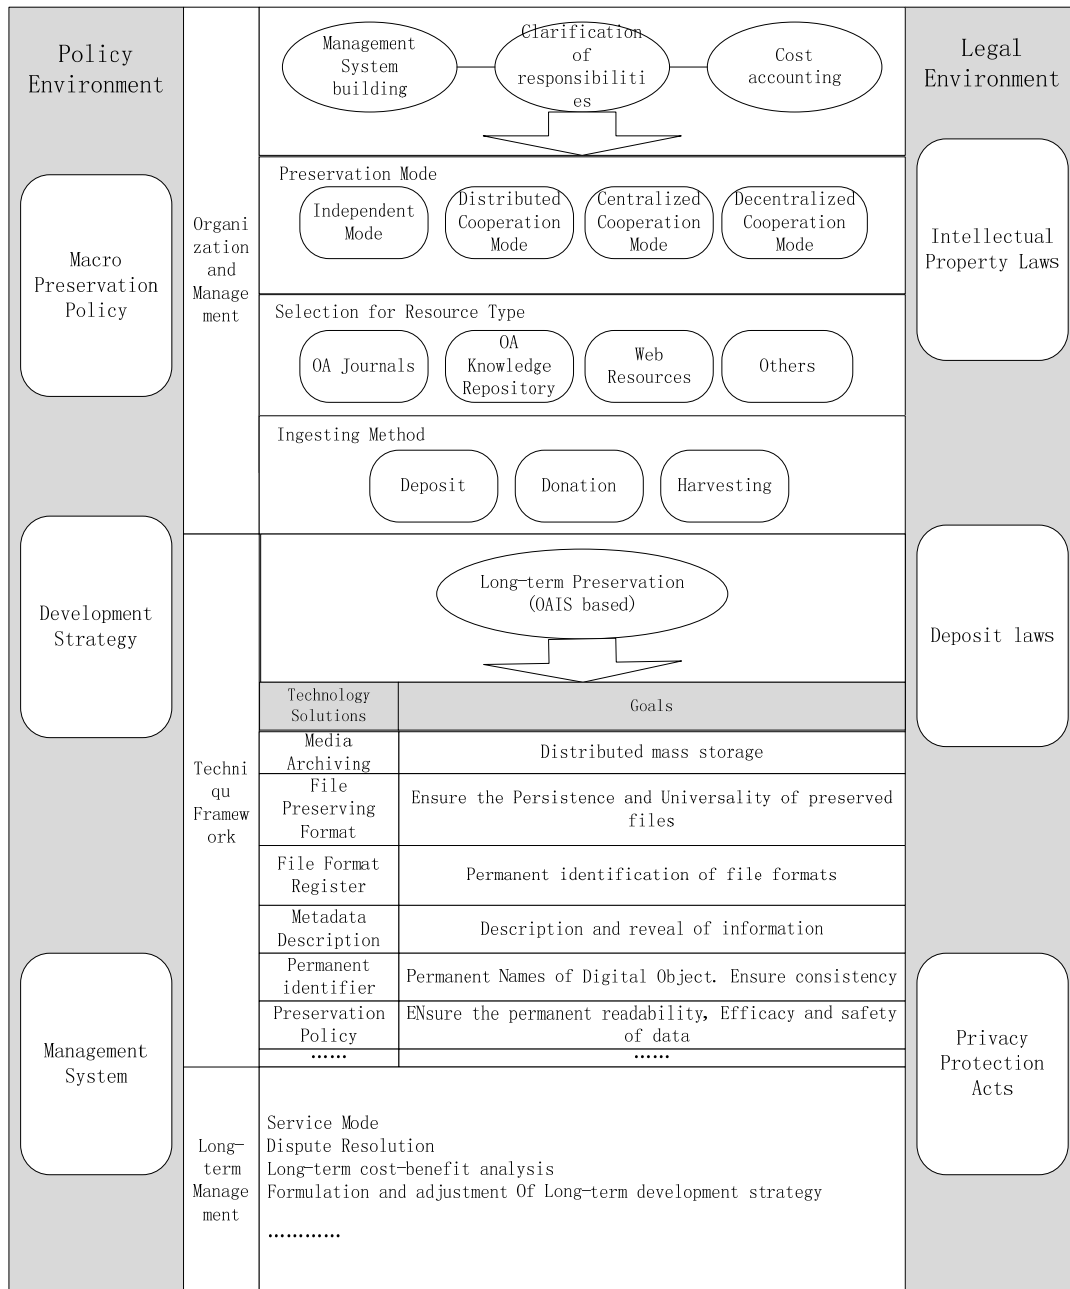 Policy
Environment
Macro
Preservation
Policy
Development
Strategy
Management
System
Organi
zation
and
Manage
ment
Management
System
building
Clarification
of
responsibiliti
es
Cost
accounting
Preservation Mode
Independent
Mode
Distributed
Cooperation
Mode
Centralized
Cooperation
Mode
Decentralized
Cooperation
Mode
Selection for Resource Type
OA Journals
OA
Knowledge
Repository
Web
Resources
Others
Ingesting Method
Deposit
Donation
Harvesting
Techni
qu
Framew
ork
Long-term Preservation
(OAIS based)
Technology
Solutions
Goals
Media
Archiving
Distributed mass storage
File
Preserving
Format
Ensure the Persistence and Universality of preserved
files
File Format
Register
Permanent identification of file formats
Metadata
Description
Description and reveal of information
Permanent
identifier
Permanent Names of Digital Object. Ensure consistency
Preservation
Policy
ENsure the permanent readability, Efficacy and safety
of data
……
……
Long-
term
Manage
ment
Service Mode
Dispute Resolution
Long-term cost-benefit analysis
Formulation and adjustment Of Long-term development strategy
…………
Legal
Environment
Intellectual
Property Laws
Deposit laws
Privacy
Protection
Acts